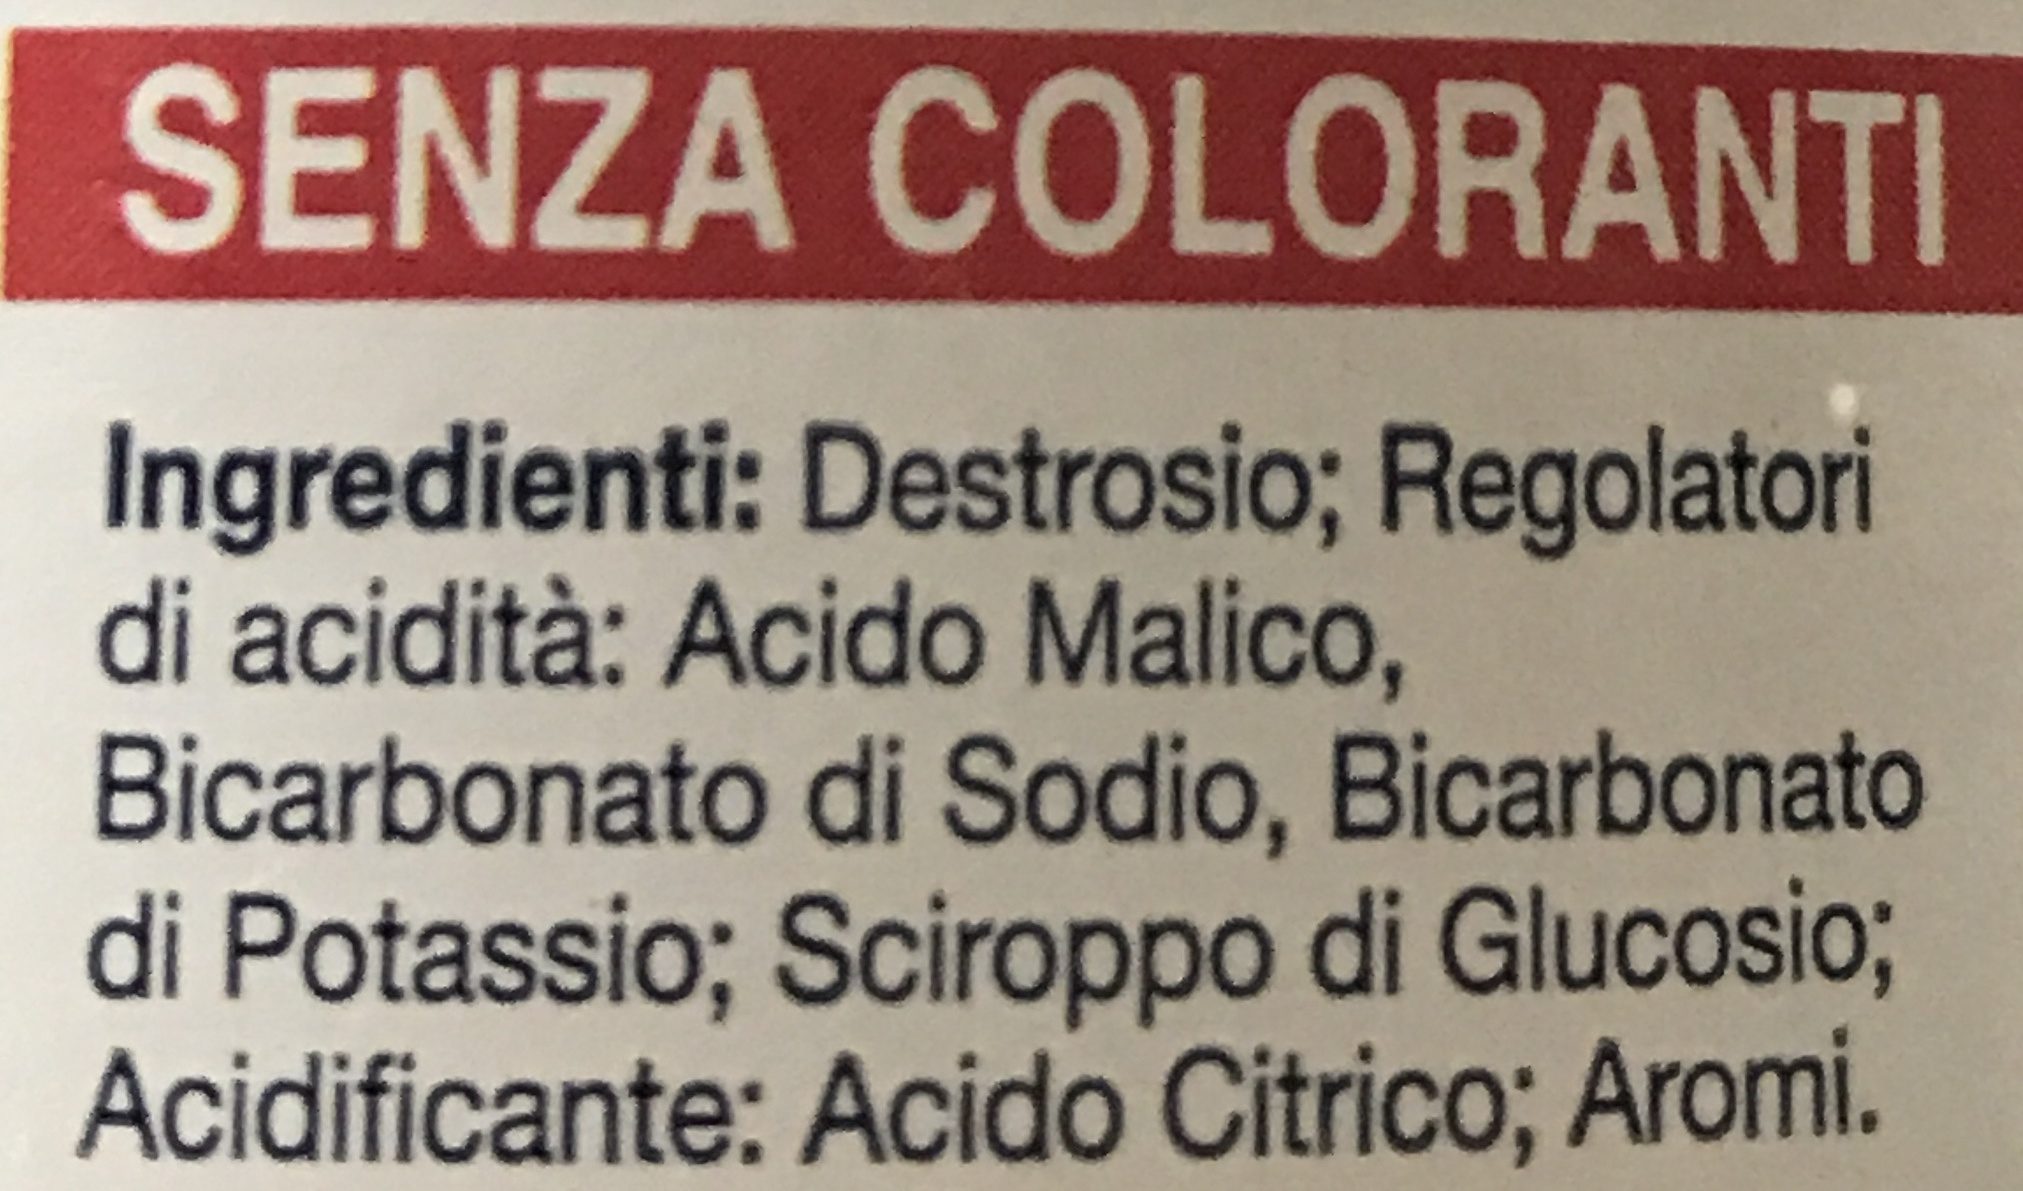 SENZA COLORANTI
Ingredienti: Destrosio; Regolatori
di acidità: Acido Malico,
Bicarbonato di Sodio, Bicarbonato
di Potassio; Sciroppo di Glucosio;
Acidificante: Acido Citrico; Aromi.